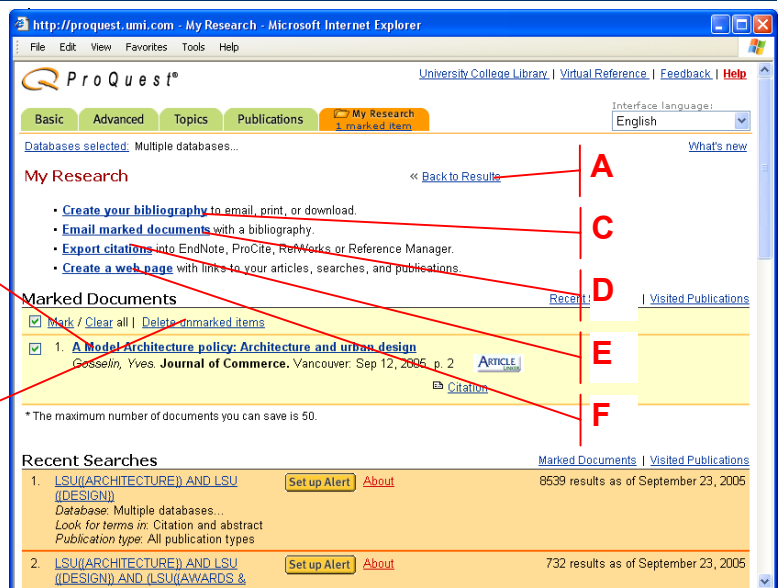 http://proquest.umi.com - My Research - Microsoft Internet Explorer
File Edit View Favorites Tools Help
ProQuest®
University College Library | Virtual Reference | Feedback | Help
Basic Advanced Topics Publications My Research
1 marked item
Interface language:
English
Databases selected: Multiple databases...
What's new
My Research
« Back to Results
A
• Create your bibliography to email, print, or download.
• Email marked documents with a bibliography.
C
• Export citations into EndNote, ProCite, RefWorks or Reference Manager.
• Create a web page with links to your articles, searches, and publications.
D
Marked Documents
Recent | Visited Publications
Mark / Clear all | Delete unmarked items
E
1. A Model Architecture policy: Architecture and urban design
Gosselin, Yves. Journal of Commerce. Vancouver: Sep 12, 2005. p. 2
ARTICLE
Citation
F
* The maximum number of documents you can save is 50.
Recent Searches
Marked Documents | Visited Publications
1. LSU({ARCHITECTURE}) AND LSU
({DESIGN})
Set up Alert About
8539 results as of September 23, 2005
Database: Multiple databases...
Look for terms in: Citation and abstract
Publication type: All publication types
2. LSU({ARCHITECTURE}) AND LSU
({DESIGN}) AND (LSU({AWARDS &
Set up Alert About
732 results as of September 23, 2005